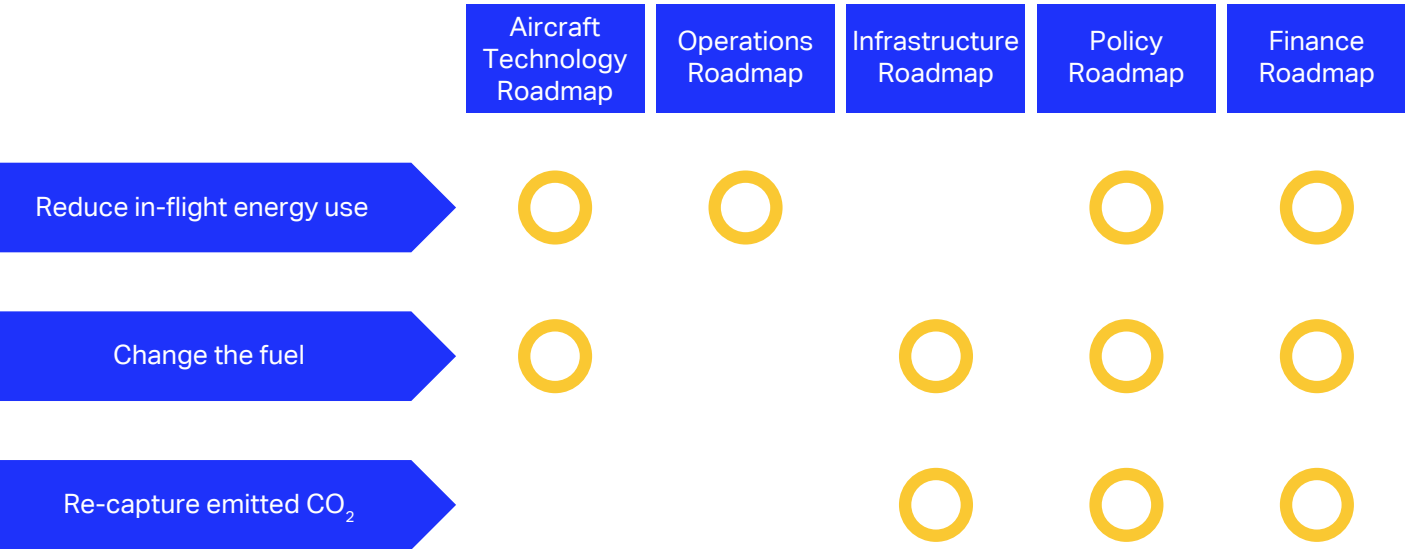 Aircraft
Technology
Roadmap
Operations
Roadmap
Infrastructure
Roadmap
Policy
Roadmap
Finance
Roadmap
Reduce in-flight energy use
Change the fuel
Re-capture emitted CO₂